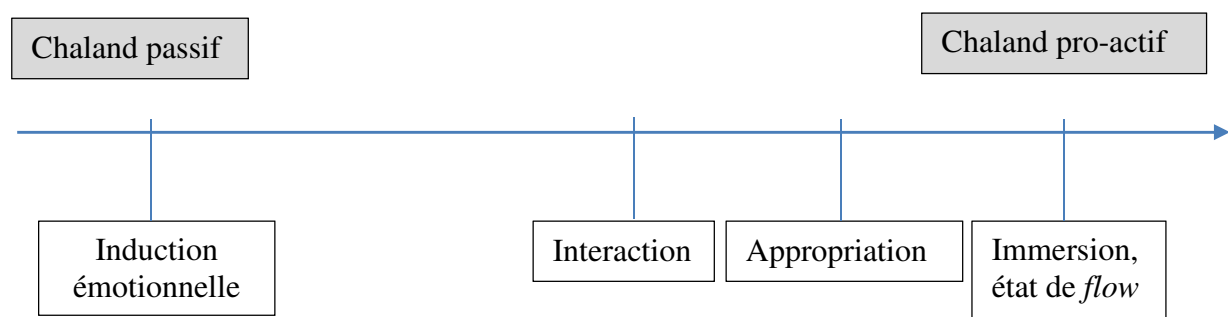 Chaland passif
Chaland pro-actif
Induction
émotionnelle
Interaction
Appropriation
Immersion,
état de flow